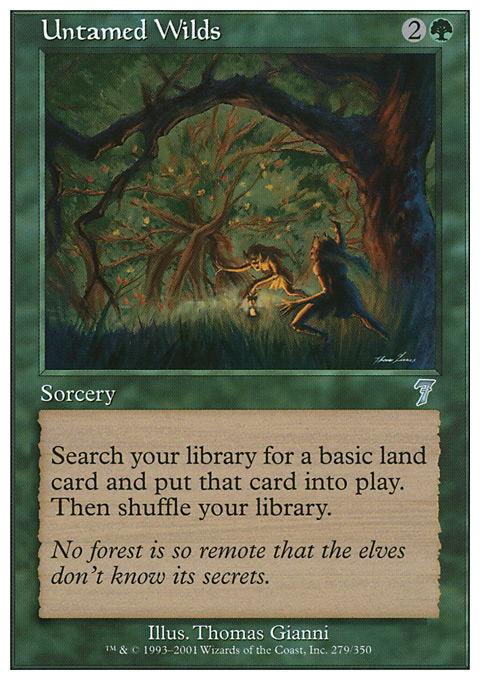 Untamed Wilds 2
Sorcery 7
Search your library for a basic land
card and put that card into play.
Then shuffle your library.
No forest is so remote that the elves
don't know its secrets.
Illus. Thomas Gianni
™ & © 1993–2001 Wizards of the Coast, Inc. 279/350